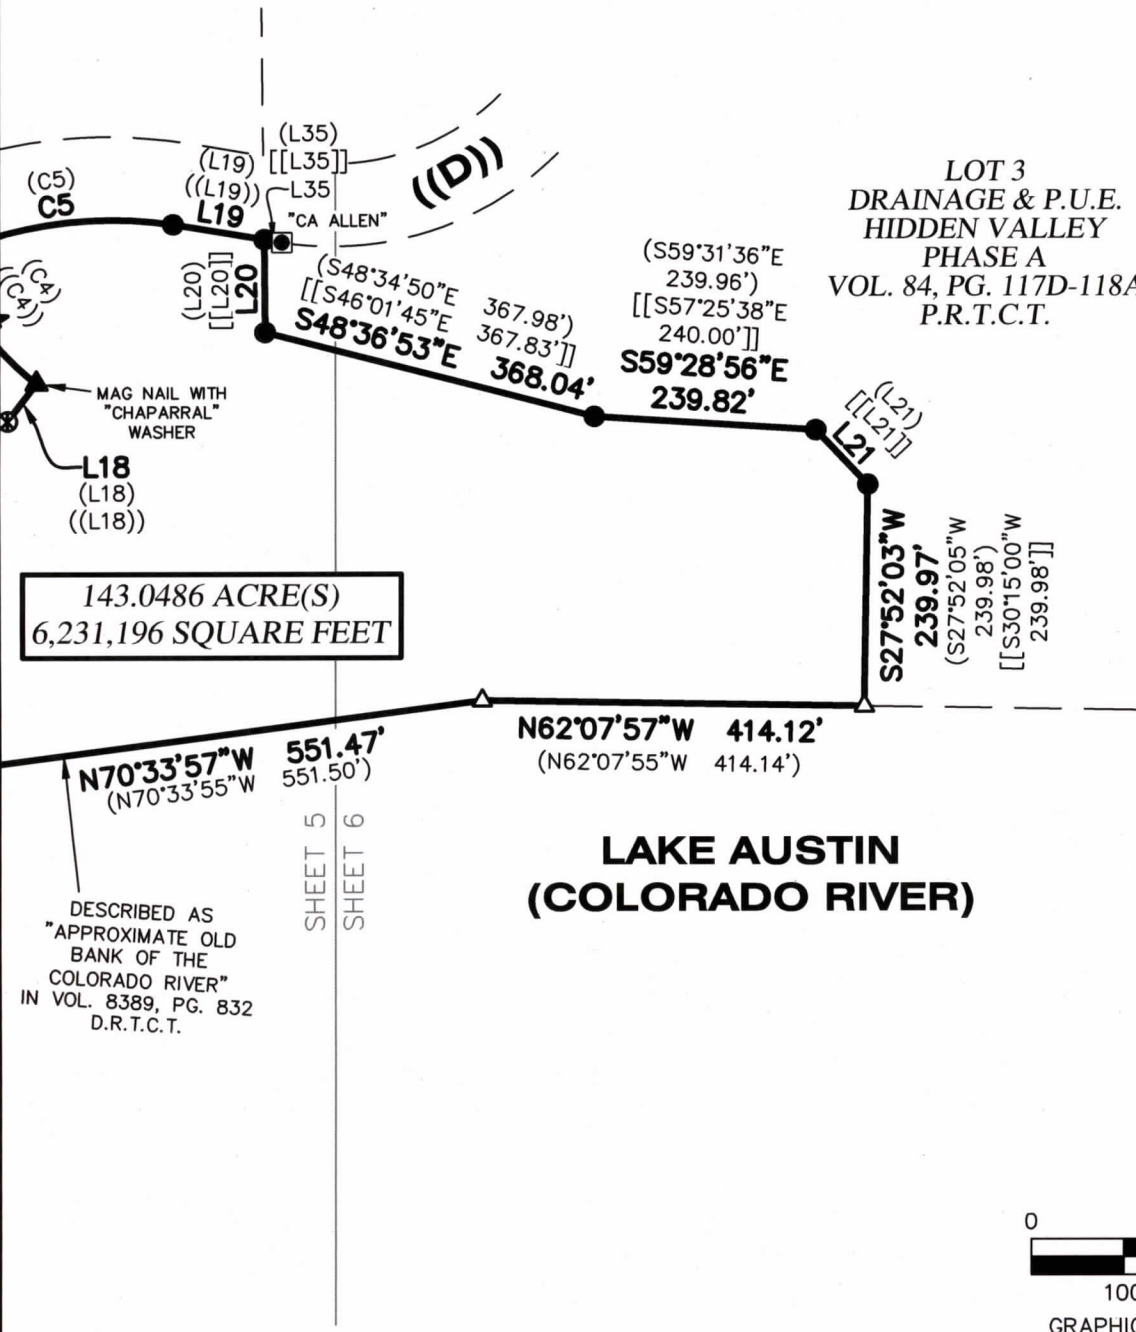 (L35)
[[L35]]
L35
(L19)
((L19))
L19
"CA ALLEN"
((D))
(C5)
C5
(C4)
((C4))
(L20)
[[L20]]
L20
(S48°34'50"E 367.98')
[[S46°01'45"E 367.83']]
S48°36'53"E 368.04'
(S59°31'36"E
239.96')
[[S57°25'38"E
240.00']]
S59°28'56"E
239.82'
LOT 3
DRAINAGE & P.U.E.
HIDDEN VALLEY
PHASE A
VOL. 84, PG. 117D-118A
P.R.T.C.T.
(L21)
[[L21]]
L21
MAG NAIL WITH
"CHAPARRAL"
WASHER
L18
(L18)
((L18))
S27°52'03"W
239.97'
(S27°52'05"W
239.98')
[[S30°15'00"W
239.98']]
143.0486 ACRE(S)
6,231,196 SQUARE FEET
N62°07'57"W 414.12'
(N62°07'55"W 414.14')
N70°33'57"W 551.47'
(N70°33'55"W 551.50')
SHEET 5
SHEET 6
LAKE AUSTIN
(COLORADO RIVER)
DESCRIBED AS
"APPROXIMATE OLD
BANK OF THE
COLORADO RIVER"
IN VOL. 8389, PG. 832
D.R.T.C.T.
0
100
GRAPHIC